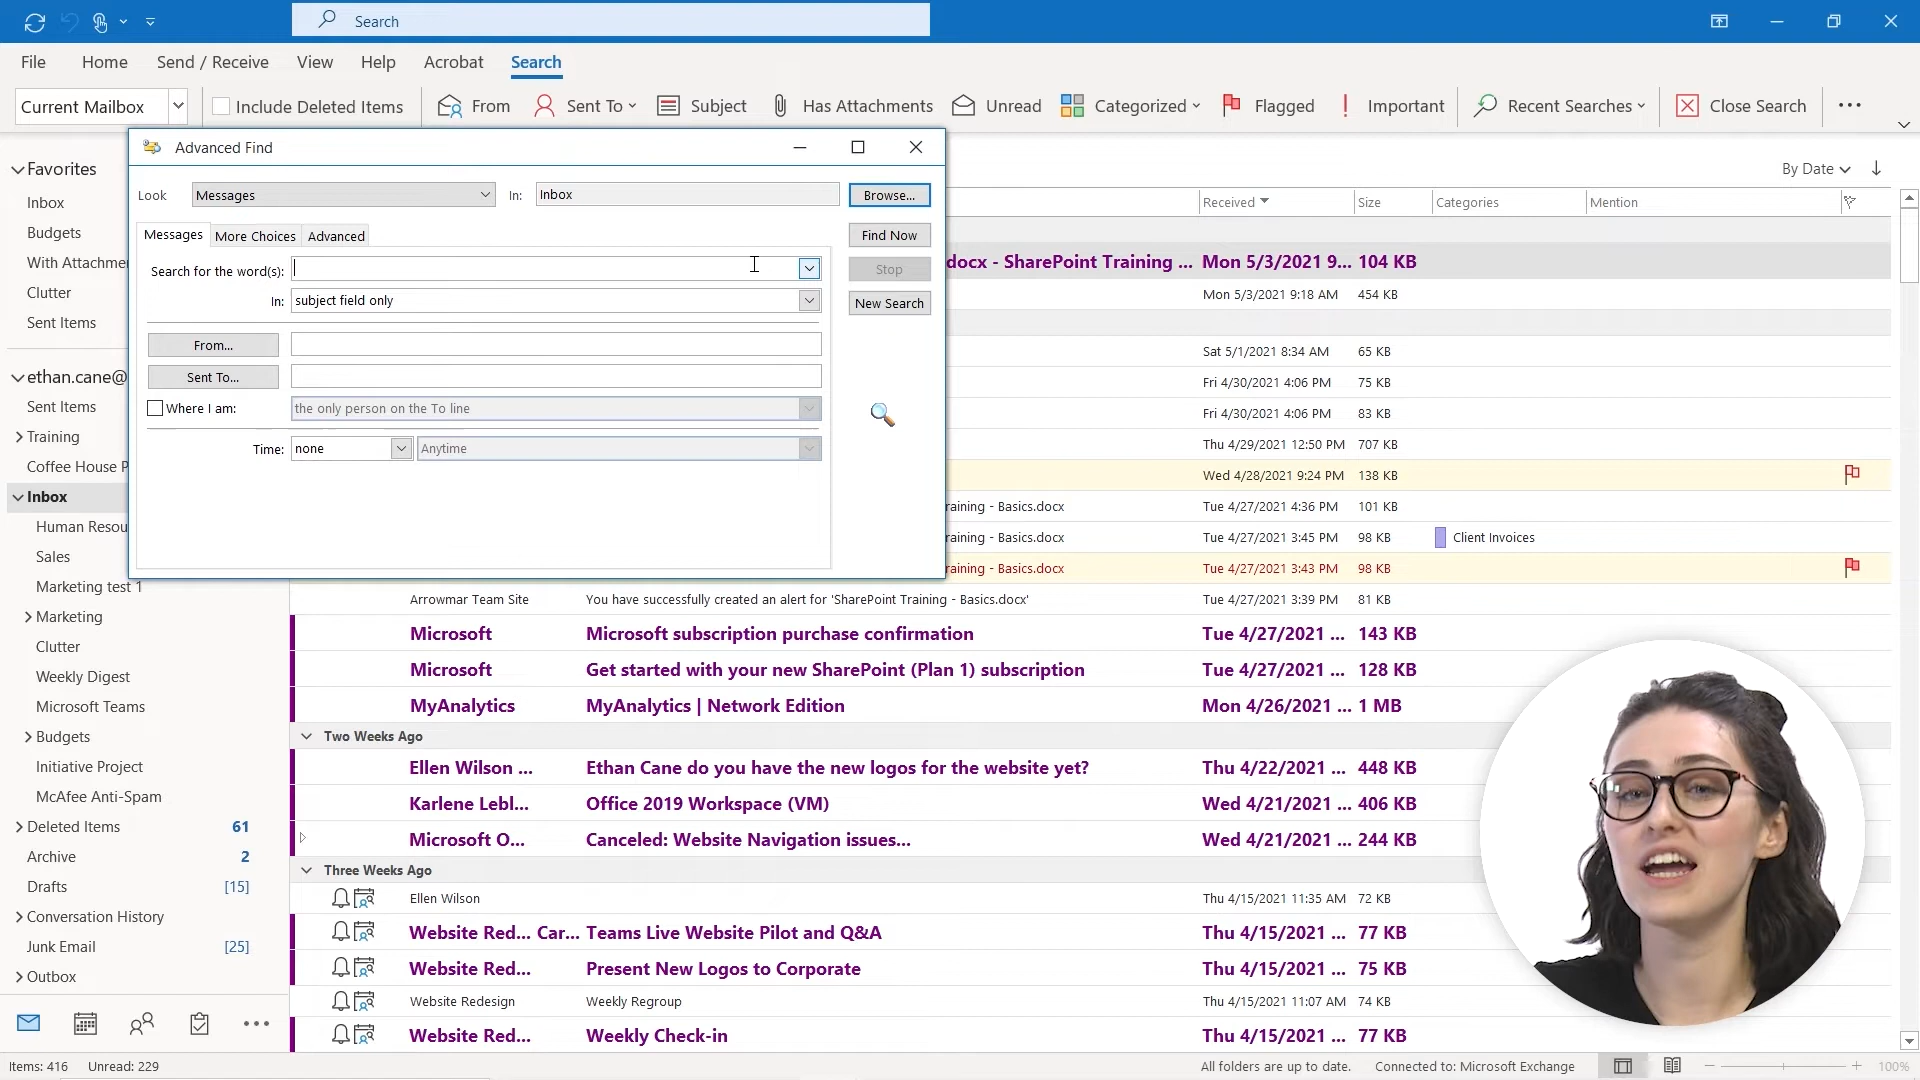 Search
File Home Send / Receive View Help Acrobat Search
Current Mailbox Include Deleted Items From Sent To Subject Has Attachments Unread Categorized Flagged Important Recent Searches Close Search
Advanced Find
Look Messages In: Inbox Browse...
Messages More Choices Advanced
Find Now
Search for the word(s):
Stop
In: subject field only
New Search
From...
Sent To...
Where I am: the only person on the To line
Time: none Anytime
Favorites
Inbox
Budgets
With Attachmen
Clutter
Sent Items
ethan.cane@
Sent Items
Training
Coffee House P
Inbox
Human Resou
Sales
Marketing test 1
Marketing
Clutter
Weekly Digest
Microsoft Teams
Budgets
Initiative Project
McAfee Anti-Spam
Deleted Items 61
Archive 2
Drafts [15]
Conversation History
Junk Email [25]
Outbox
By Date
Received Size Categories Mention
docx - SharePoint Training ... Mon 5/3/2021 9... 104 KB
Mon 5/3/2021 9:18 AM 454 KB
Sat 5/1/2021 8:34 AM 65 KB
Fri 4/30/2021 4:06 PM 75 KB
Fri 4/30/2021 4:06 PM 83 KB
Thu 4/29/2021 12:50 PM 707 KB
Wed 4/28/2021 9:24 PM 138 KB
raining - Basics.docx Tue 4/27/2021 4:36 PM 101 KB
raining - Basics.docx Tue 4/27/2021 3:45 PM 98 KB Client Invoices
raining - Basics.docx Tue 4/27/2021 3:43 PM 98 KB
Arrowmar Team Site You have successfully created an alert for 'SharePoint Training - Basics.docx' Tue 4/27/2021 3:39 PM 81 KB
Microsoft Microsoft subscription purchase confirmation Tue 4/27/2021 ... 143 KB
Microsoft Get started with your new SharePoint (Plan 1) subscription Tue 4/27/2021 ... 128 KB
MyAnalytics MyAnalytics | Network Edition Mon 4/26/2021 ... 1 MB
Two Weeks Ago
Ellen Wilson ... Ethan Cane do you have the new logos for the website yet? Thu 4/22/2021 ... 448 KB
Karlene Lebl... Office 2019 Workspace (VM) Wed 4/21/2021 ... 406 KB
Microsoft O... Canceled: Website Navigation issues... Wed 4/21/2021 ... 244 KB
Three Weeks Ago
Ellen Wilson Thu 4/15/2021 11:35 AM 72 KB
Website Red... Car... Teams Live Website Pilot and Q&A Thu 4/15/2021 ... 77 KB
Website Red... Present New Logos to Corporate Thu 4/15/2021 ... 75 KB
Website Redesign Weekly Regroup Thu 4/15/2021 11:07 AM 74 KB
Website Red... Weekly Check-in Thu 4/15/2021 ... 77 KB
Items: 416 Unread: 229 All folders are up to date. Connected to: Microsoft Exchange 100%